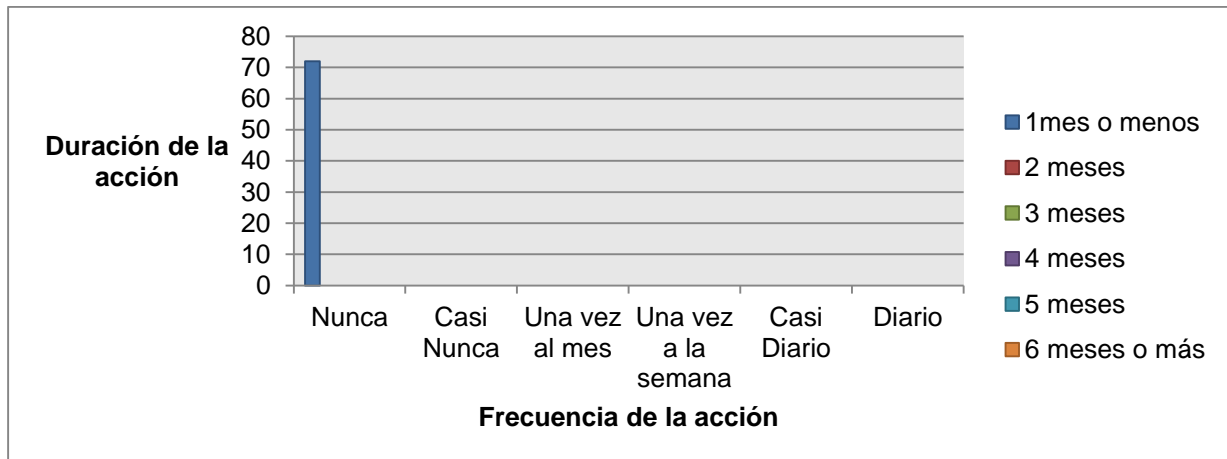 80
70
60
50
40
30
20
10
0
Duración de la
acción
Nunca
Casi
Nunca
Una vez
al mes
Una vez
a la
semana
Casi
Diario
Diario
Frecuencia de la acción
1mes o menos
2 meses
3 meses
4 meses
5 meses
6 meses o más